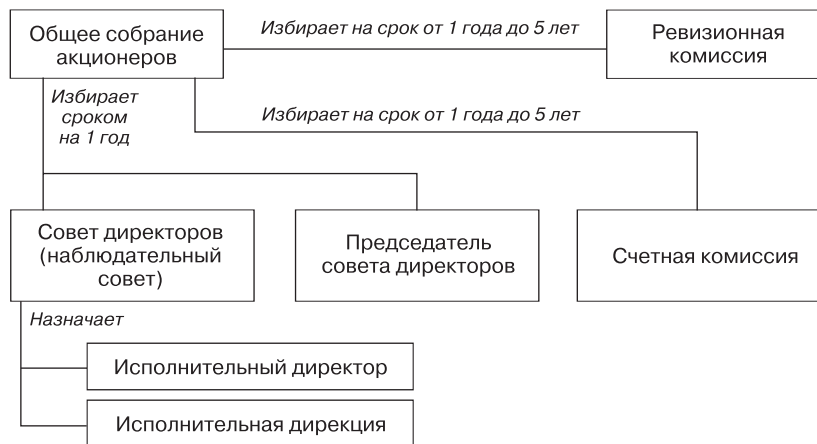 Общее собрание
акционеров
Избирает на срок от 1 года до 5 лет
Ревизионная
комиссия
Избирает
сроком
на 1 год
Избирает на срок от 1 года до 5 лет
Совет директоров
(наблюдательный
совет)
Председатель
совета директоров
Счетная комиссия
Назначает
Исполнительный директор
Исполнительная дирекция